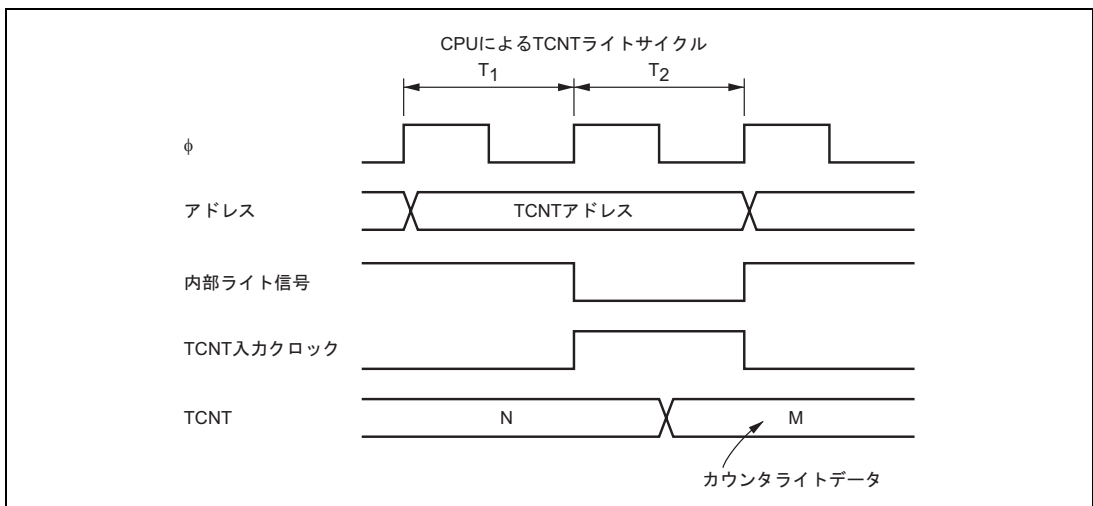 CPUによるTCNTライトサイクル
T1 T2
φ
アドレス TCNTアドレス
内部ライト信号
TCNT入力クロック
TCNT N M
カウンタライトデータ